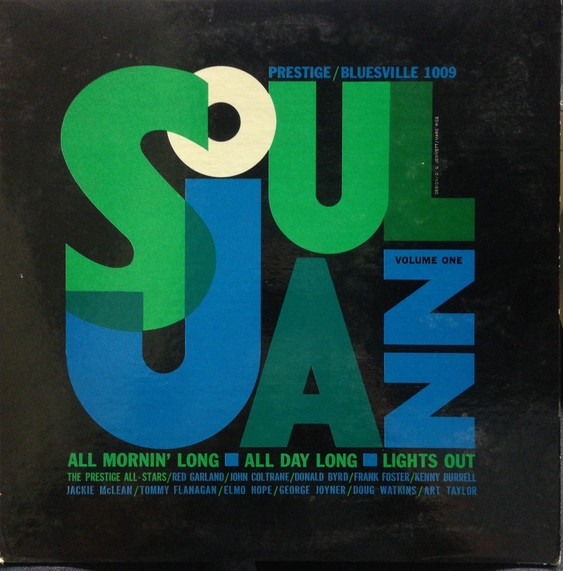 PRESTIGE/BLUESVILLE 1009
SOUL
VOLUME ONE
JAZZ
ALL MORNIN' LONG ■ ALL DAY LONG ■ LIGHTS OUT
THE PRESTIGE ALL-STARS/RED GARLAND/JOHN COLTRANE/DONALD BYRD/FRANK FOSTER/KENNY BURRELL
JACKIE McLEAN/TOMMY FLANAGAN/ELMO HOPE/GEORGE JOYNER/DOUG WATKINS/ART TAYLOR